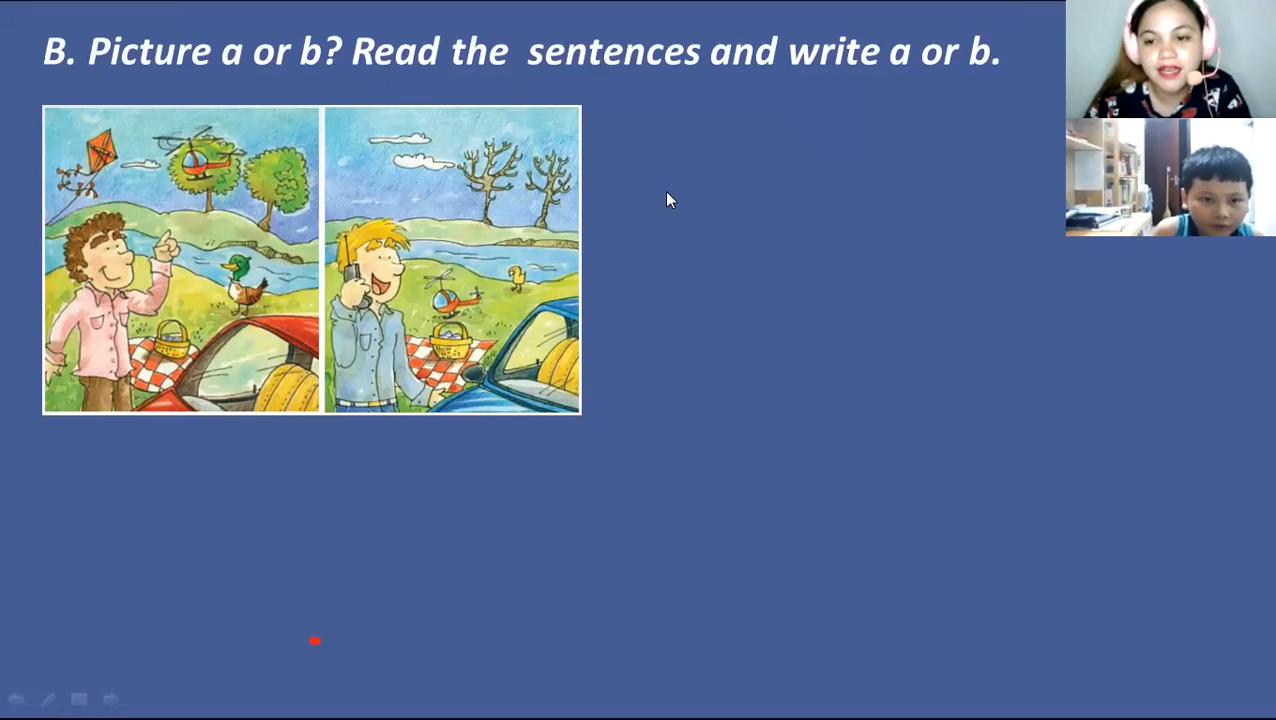 B. Picture a or b? Read the sentences and write a or b.